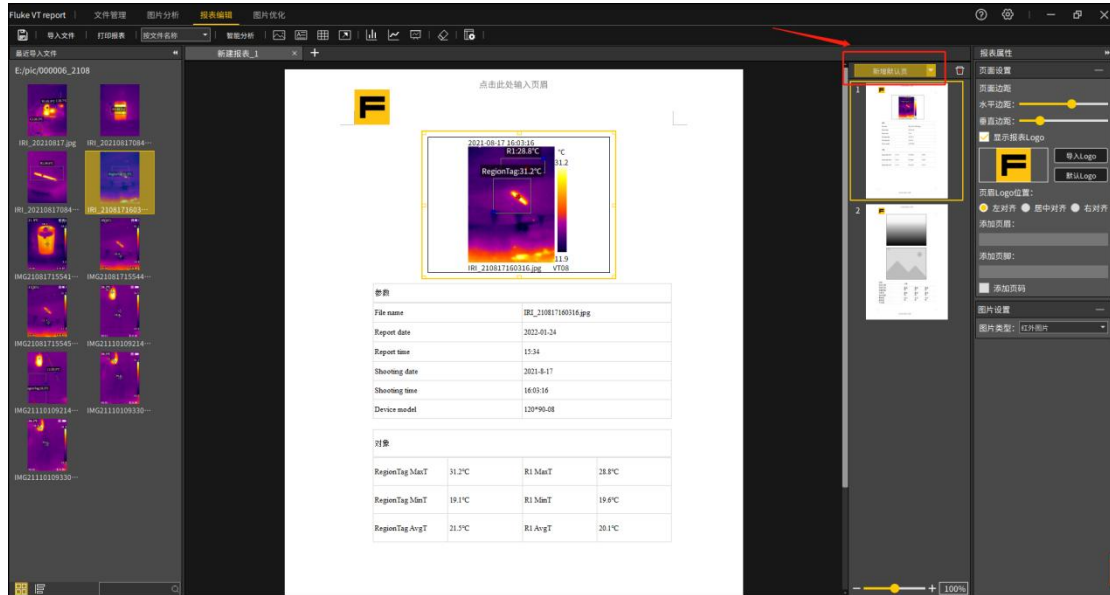 Fluke VT report 文件管理 图片分析 报表编辑 图片优化
导入文件 打印报表 按文件名称 智能分析
最近导入文件
新建报表_1
E:/pic/000006_2108
IRI_20210817.jpg IRI_20210817084···
IRI_20210817084··· IRI_2108171603···
IMG21081715541··· IMG21081715544···
IMG21081715545··· IMG21110109214···
IMG21110109214··· IMG21110109330···
IMG21110109330···
点击此处输入页眉
F
2021-08-17 16:03:16
R1:28.8℃ ℃
31.2
RegionTag:31.2℃
11.9
IRI_210817160316.jpg VT08
参数
File name IRI_210817160316.jpg
Report date 2022-01-24
Report time 15:34
Shooting date 2021-8-17
Shooting time 16:03:16
Device model 120*90-08
对象
RegionTag MaxT 31.2℃ R1 MaxT 28.8℃
RegionTag MinT 19.1℃ R1 MinT 19.6℃
RegionTag AvgT 21.5℃ R1 AvgT 20.1℃
新增默认页
1
2
100%
报表属性
页面设置
页面边距
水平边距：
垂直边距：
显示报表Logo
F
导入Logo
默认Logo
页眉Logo位置：
左对齐 居中对齐 右对齐
添加页眉：
添加页脚：
添加页码
图片设置
图片类型： 红外图片